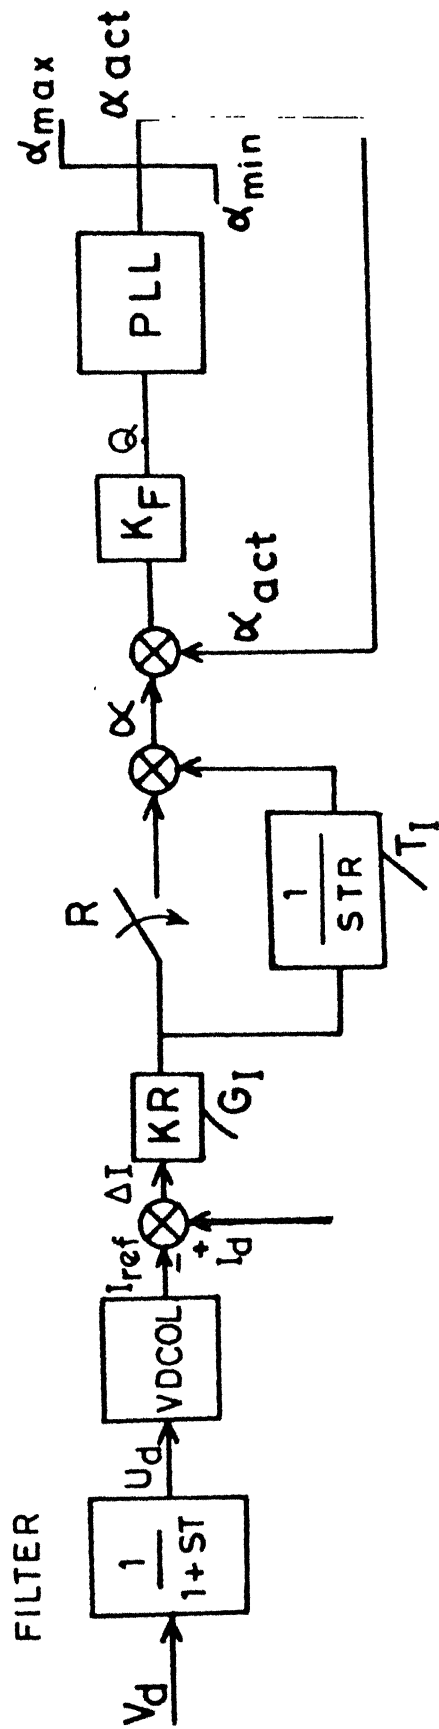 FILTER
V_d
1
1+ST
U_d
VDCOL
I_ref
−
+
I_d
ΔI
KR
G_I
R
1
STR
T_I
α
α_act
K_F
Q
PLL
α_max
α_min
α_act